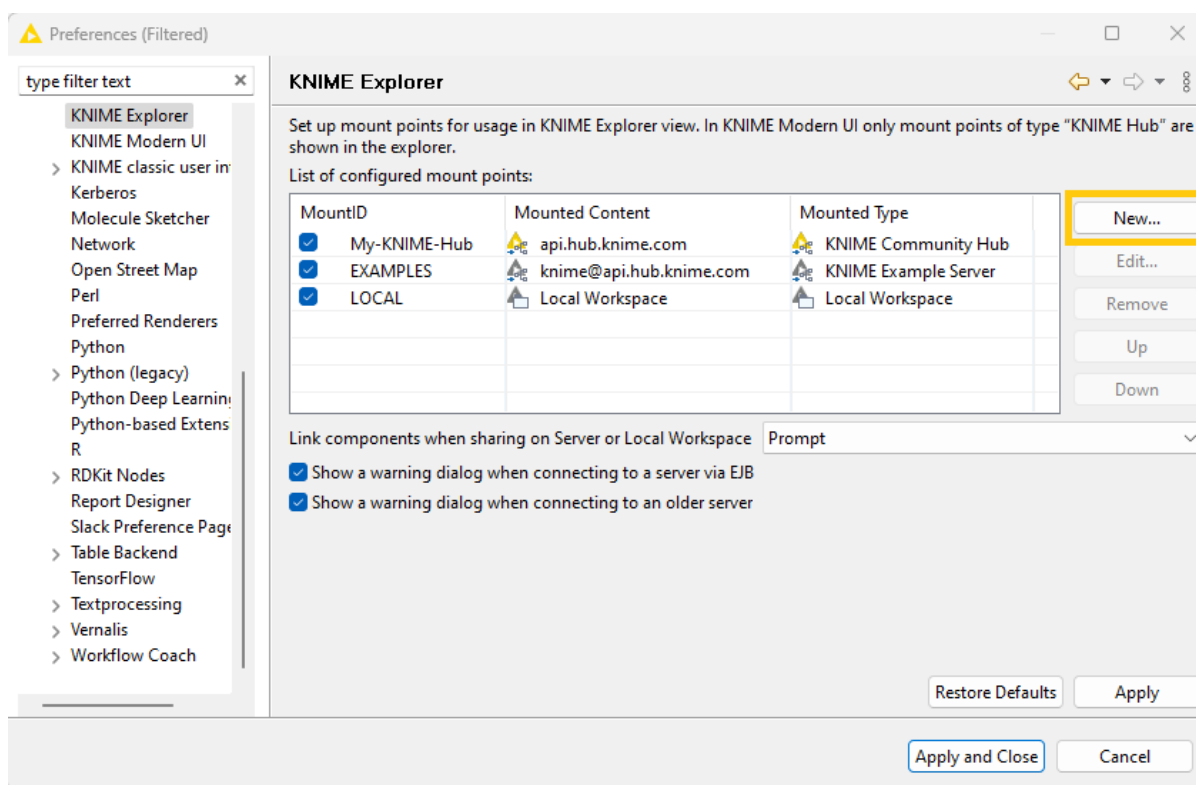 Preferences (Filtered)
type filter text
KNIME Explorer
KNIME Modern UI
KNIME classic user in
Kerberos
Molecule Sketcher
Network
Open Street Map
Perl
Preferred Renderers
Python
Python (legacy)
Python Deep Learning
Python-based Extens
R
RDKit Nodes
Report Designer
Slack Preference Page
Table Backend
TensorFlow
Textprocessing
Vernalis
Workflow Coach
KNIME Explorer
Set up mount points for usage in KNIME Explorer view. In KNIME Modern UI only mount points of type "KNIME Hub" are
shown in the explorer.
List of configured mount points:
MountID Mounted Content Mounted Type
My-KNIME-Hub api.hub.knime.com KNIME Community Hub
EXAMPLES knime@api.hub.knime.com KNIME Example Server
LOCAL Local Workspace Local Workspace
New...
Edit...
Remove
Up
Down
Link components when sharing on Server or Local Workspace Prompt
Show a warning dialog when connecting to a server via EJB
Show a warning dialog when connecting to an older server
Restore Defaults Apply
Apply and Close Cancel